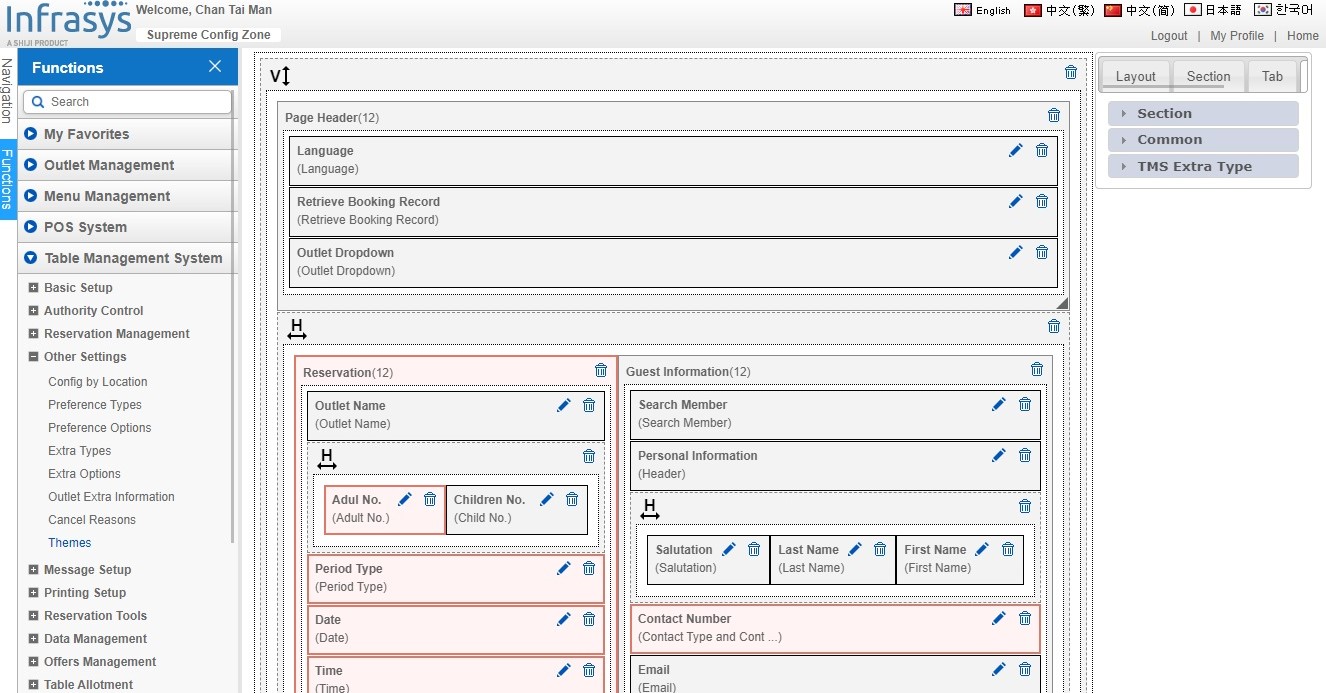 Infrasys
A SHIJI PRODUCT
Welcome, Chan Tai Man
Supreme Config Zone
English
中文(繁)
中文(简)
日本語
한국어
Logout | My Profile | Home
Navigation
Functions
Functions
Search
My Favorites
Outlet Management
Menu Management
POS System
Table Management System
Basic Setup
Authority Control
Reservation Management
Other Settings
Config by Location
Preference Types
Preference Options
Extra Types
Extra Options
Outlet Extra Information
Cancel Reasons
Themes
Message Setup
Printing Setup
Reservation Tools
Data Management
Offers Management
Table Allotment
V
Page Header(12)
Language
(Language)
Retrieve Booking Record
(Retrieve Booking Record)
Outlet Dropdown
(Outlet Dropdown)
H
Reservation(12)
Outlet Name
(Outlet Name)
H
Adul No.
(Adult No.)
Children No.
(Child No.)
Period Type
(Period Type)
Date
(Date)
Time
(Time)
Guest Information(12)
Search Member
(Search Member)
Personal Information
(Header)
H
Salutation
(Salutation)
Last Name
(Last Name)
First Name
(First Name)
Contact Number
(Contact Type and Cont ...)
Email
(Email)
Layout
Section
Tab
Section
Common
TMS Extra Type